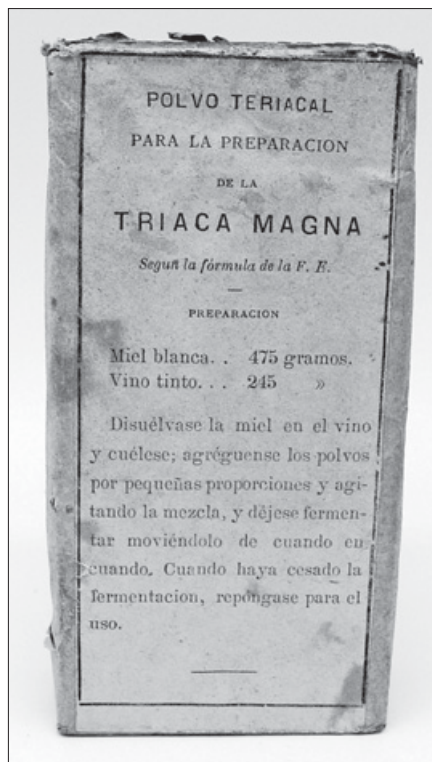 POLVO TERIACAL
PARA LA PREPARACION
DE LA
TRIACA MAGNA
Segun la fórmula de la F. E.
PREPARACION
Miel blanca. . 475 gramos.
Vino tinto. . . 245 »
Disuélvase la miel en el vino
y cuélese; agréguense los polvos
por pequeñas proporciones y agi-
tando la mezcla, y déjese fermen-
tar moviéndolo de cuando en
cuando. Cuando haya cesado la
fermentacion, repóngase para el
uso.